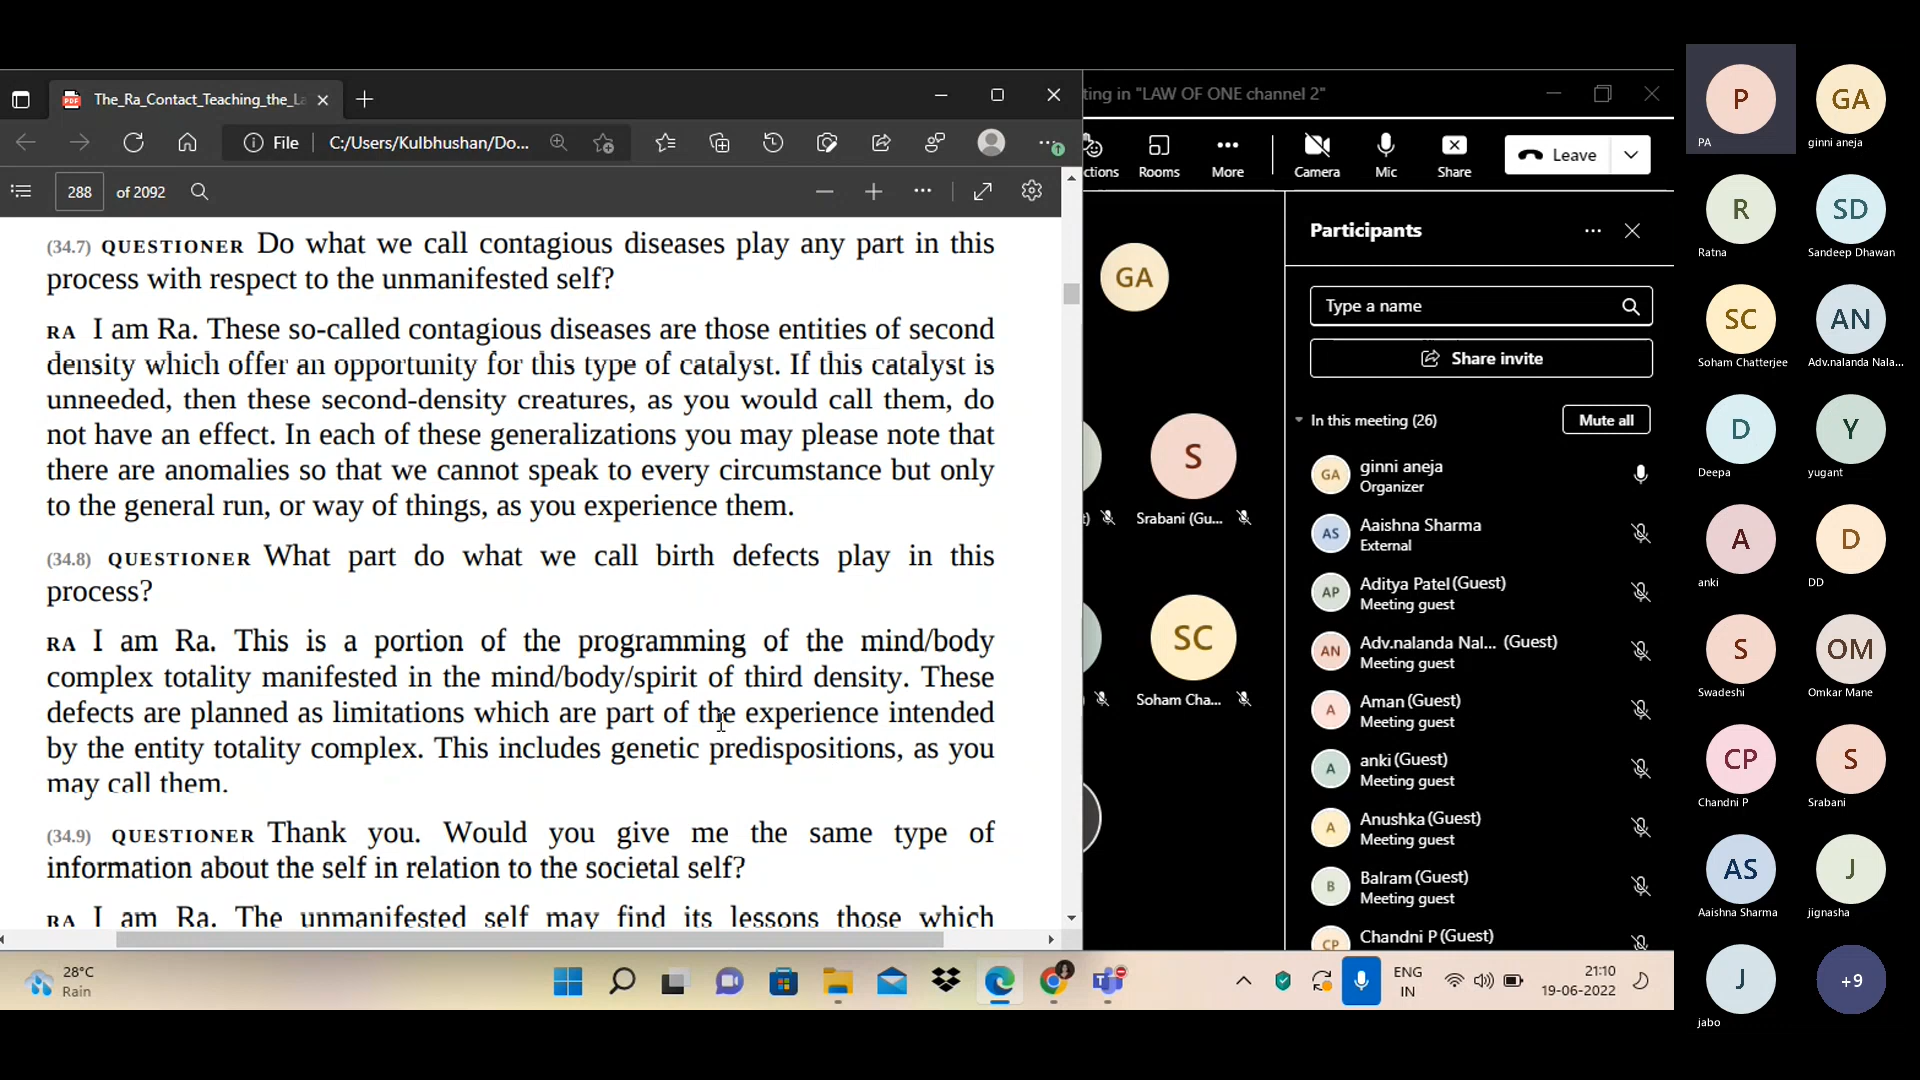 The_Ra_Contact_Teaching_the_La
File
C:/Users/Kulbhushan/Do...
288
of 2092
(34.7) QUESTIONER Do what we call contagious diseases play any part in this
process with respect to the unmanifested self?
RA I am Ra. These so-called contagious diseases are those entities of second
density which offer an opportunity for this type of catalyst. If this catalyst is
unneeded, then these second-density creatures, as you would call them, do
not have an effect. In each of these generalizations you may please note that
there are anomalies so that we cannot speak to every circumstance but only
to the general run, or way of things, as you experience them.
(34.8) QUESTIONER What part do what we call birth defects play in this
process?
RA I am Ra. This is a portion of the programming of the mind/body
complex totality manifested in the mind/body/spirit of third density. These
defects are planned as limitations which are part of the experience intended
by the entity totality complex. This includes genetic predispositions, as you
may call them.
(34.9) QUESTIONER Thank you. Would you give me the same type of
information about the self in relation to the societal self?
RA I am Ra. The unmanifested self may find its lessons those which
ting in "LAW OF ONE channel 2"
ctions
Rooms
More
Camera
Mic
Share
Leave
GA
S
Srabani (Gu...
SC
Soham Cha...
Participants
Type a name
Share invite
In this meeting (26)
Mute all
GA
ginni aneja
Organizer
AS
Aaishna Sharma
External
AP
Aditya Patel (Guest)
Meeting guest
AN
Adv.nalanda Nal... (Guest)
Meeting guest
A
Aman (Guest)
Meeting guest
A
anki (Guest)
Meeting guest
A
Anushka (Guest)
Meeting guest
B
Balram (Guest)
Meeting guest
CP
Chandni P (Guest)
P
PA
GA
ginni aneja
R
Ratna
SD
Sandeep Dhawan
SC
Soham Chatterjee
AN
Adv.nalanda Nala...
D
Deepa
Y
yugant
A
anki
D
DD
S
Swadeshi
OM
Omkar Mane
CP
Chandni P
S
Srabani
AS
Aaishna Sharma
J
jignasha
J
jabo
+9
28°C
Rain
ENG
IN
21:10
19-06-2022